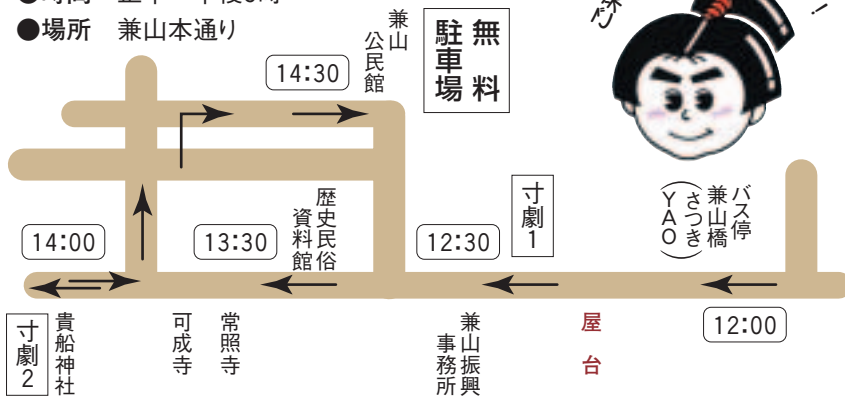 ●時間
●場所 兼山本通り
14:30
兼山
公民館
無料
駐車場
14:00
13:30
歴史民俗
資料館
12:30
寸劇1
バス停
兼山橋
さつき
(YAO)
12:00
寸劇2
貴船神社
可成寺
常照寺
兼山振興
事務所
屋台